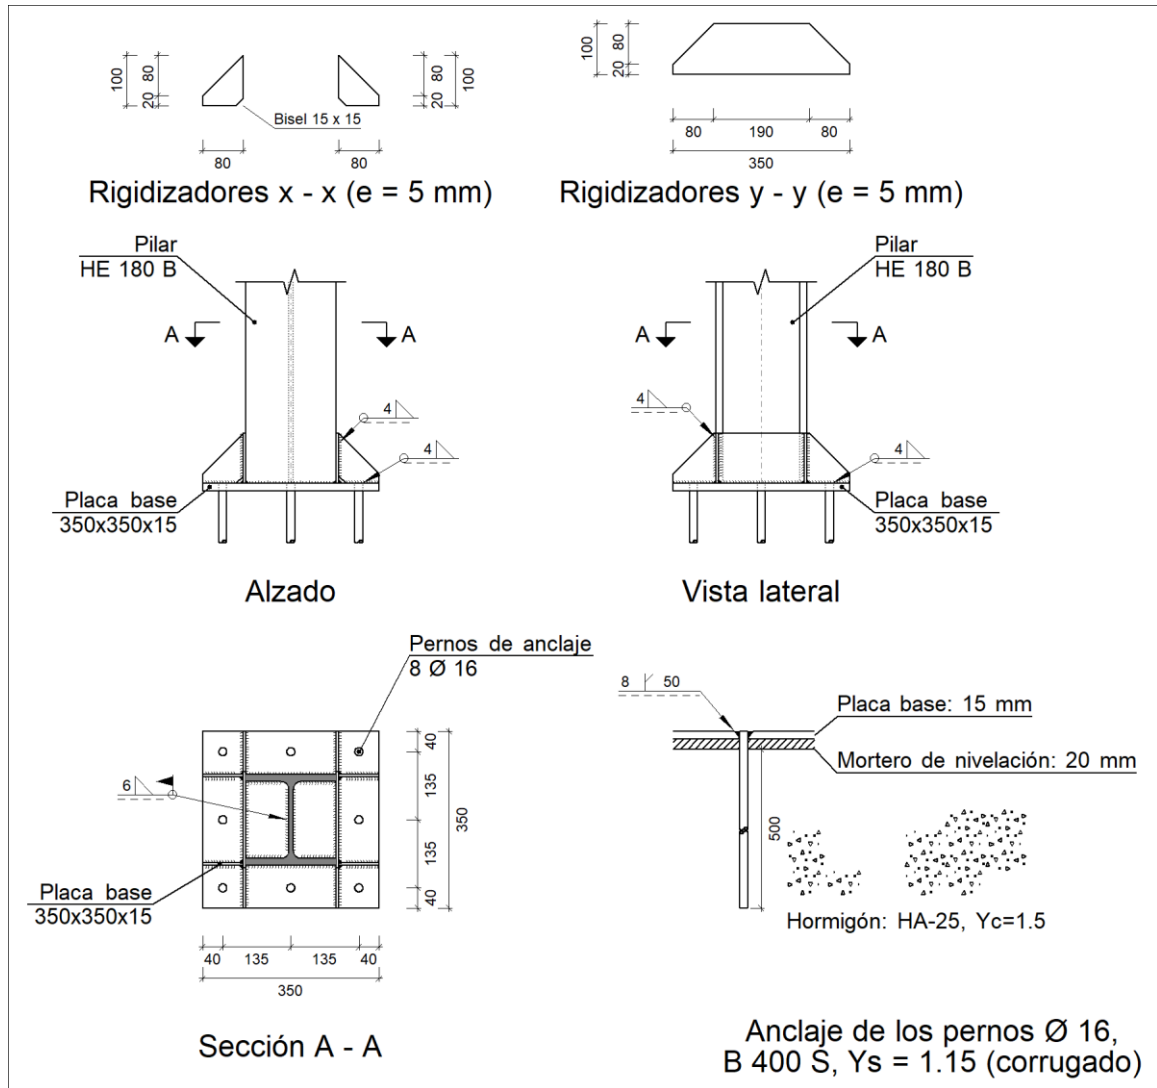 100
80
20
80
Bisel 15 x 15
80
80
20
100
Rigidizadores x - x (e = 5 mm)
100
80
20
80
190
80
350
Rigidizadores y - y (e = 5 mm)
Pilar
HE 180 B
A
A
4
4
Placa base
350x350x15
Alzado
Pilar
HE 180 B
A
A
4
4
Placa base
350x350x15
Vista lateral
Pernos de anclaje
8 Ø 16
6
Placa base
350x350x15
40
135
135
40
350
40
135
135
40
350
Sección A - A
8
50
Placa base: 15 mm
Mortero de nivelación: 20 mm
500
Hormigón: HA-25, Yc=1.5
Anclaje de los pernos Ø 16,
B 400 S, Ys = 1.15 (corrugado)